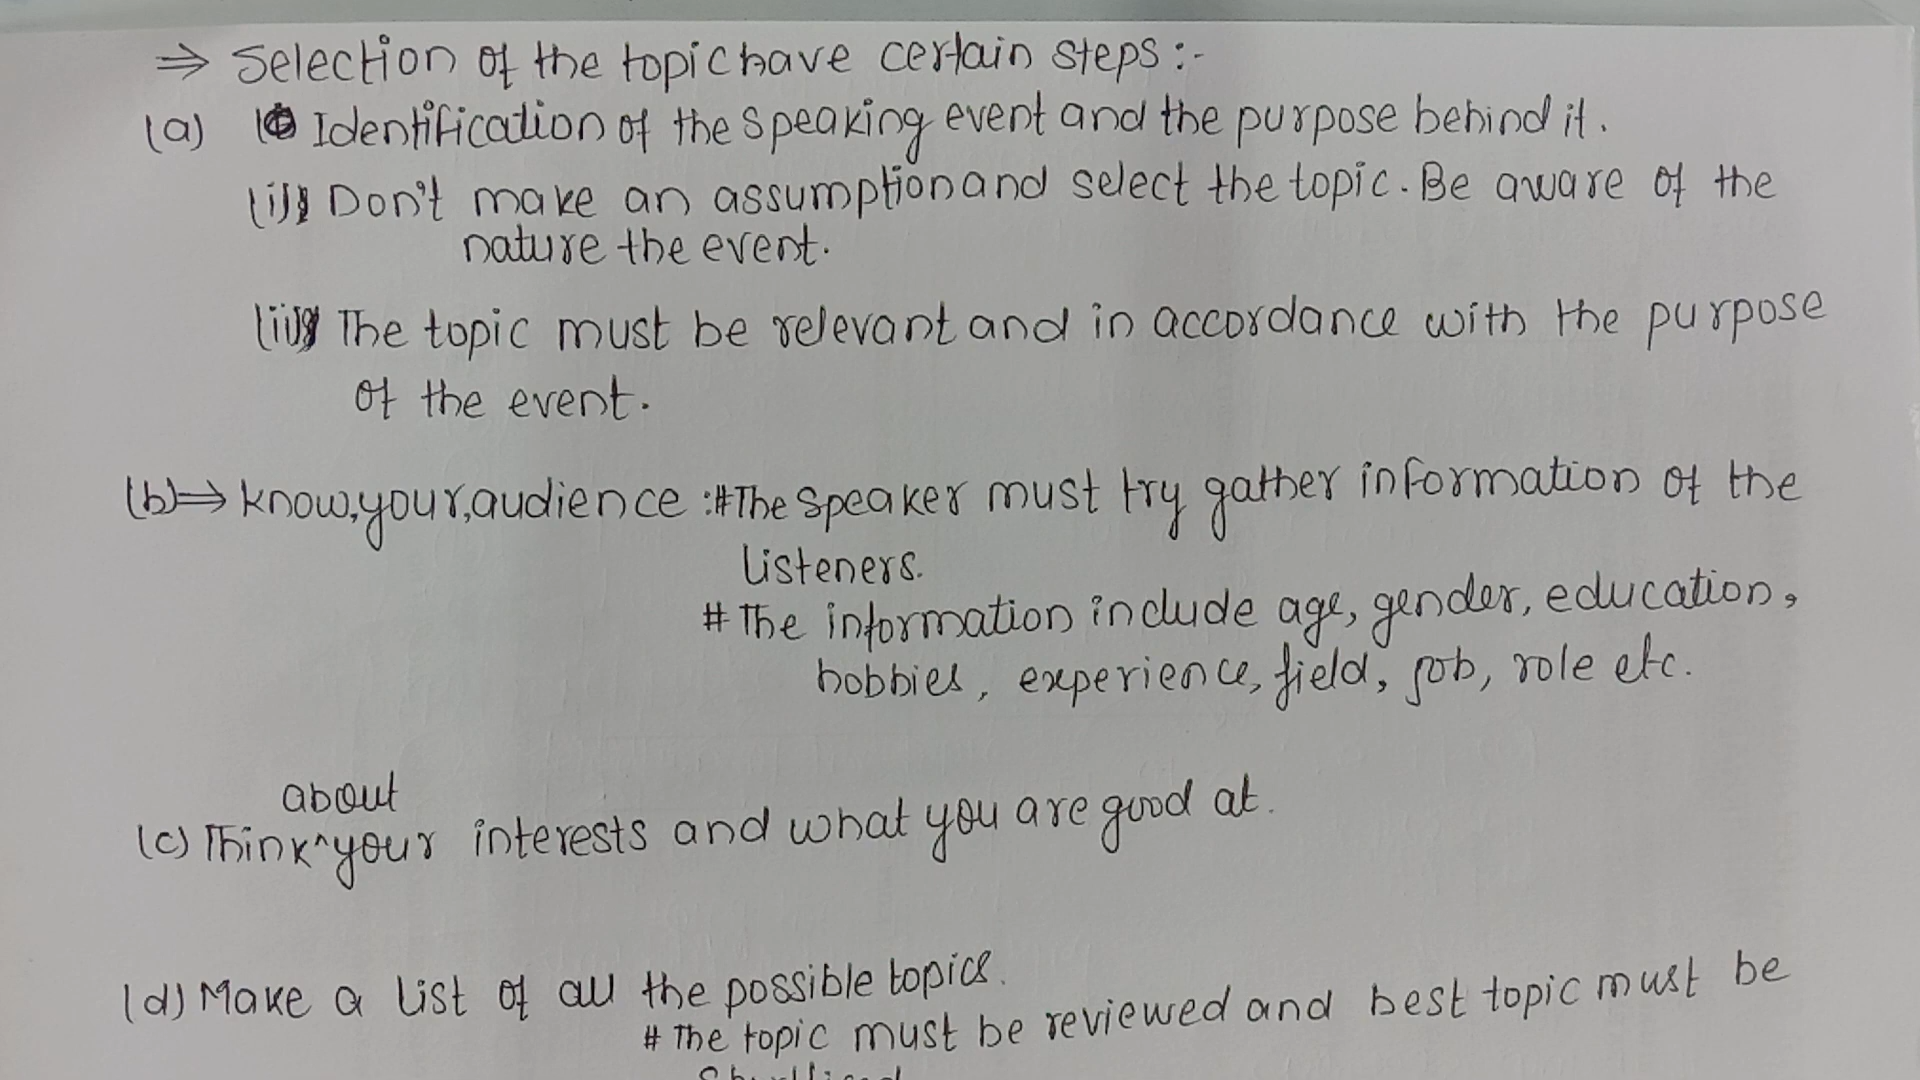 ⇒ Selection of the topic have certain steps :-
(a) Identification of the speaking event and the purpose behind it.
(i) Don't make an assumption and select the topic. Be aware of the
nature the event.
(ii) The topic must be relevant and in accordance with the purpose
of the event.
(b)⇒ know, your, audience :# The speaker must try gather information of the
listeners.
# The information include age, gender, education,
hobbies, experience, field, job, role etc.
about
(c) Think^your interests and what you are good at.
(d) Make a list of all the possible topics.
# The topic must be reviewed and best topic must be